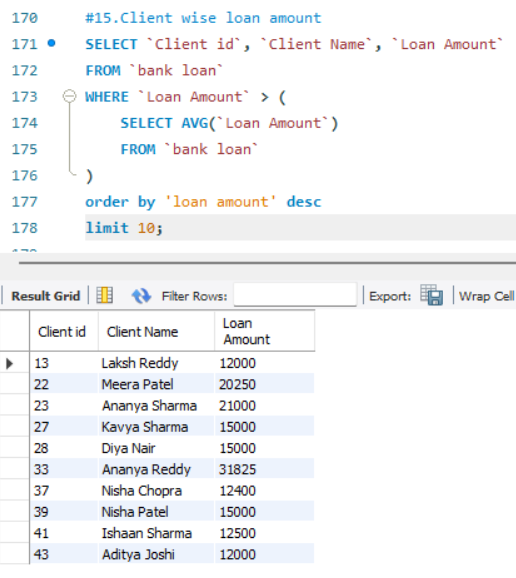 170 #15.Client wise loan amount
171 SELECT `Client id`, `Client Name`, `Loan Amount`
172 FROM `bank loan`
173 WHERE `Loan Amount` > (
174 SELECT AVG(`Loan Amount`)
175 FROM `bank loan`
176 )
177 order by 'loan amount' desc
178 limit 10;
Result Grid Filter Rows: Export: Wrap Cell
Client id Client Name Loan Amount
13 Laksh Reddy 12000
22 Meera Patel 20250
23 Ananya Sharma 21000
27 Kavya Sharma 15000
28 Diya Nair 15000
33 Ananya Reddy 31825
37 Nisha Chopra 12400
39 Nisha Patel 15000
41 Ishaan Sharma 12500
43 Aditya Joshi 12000